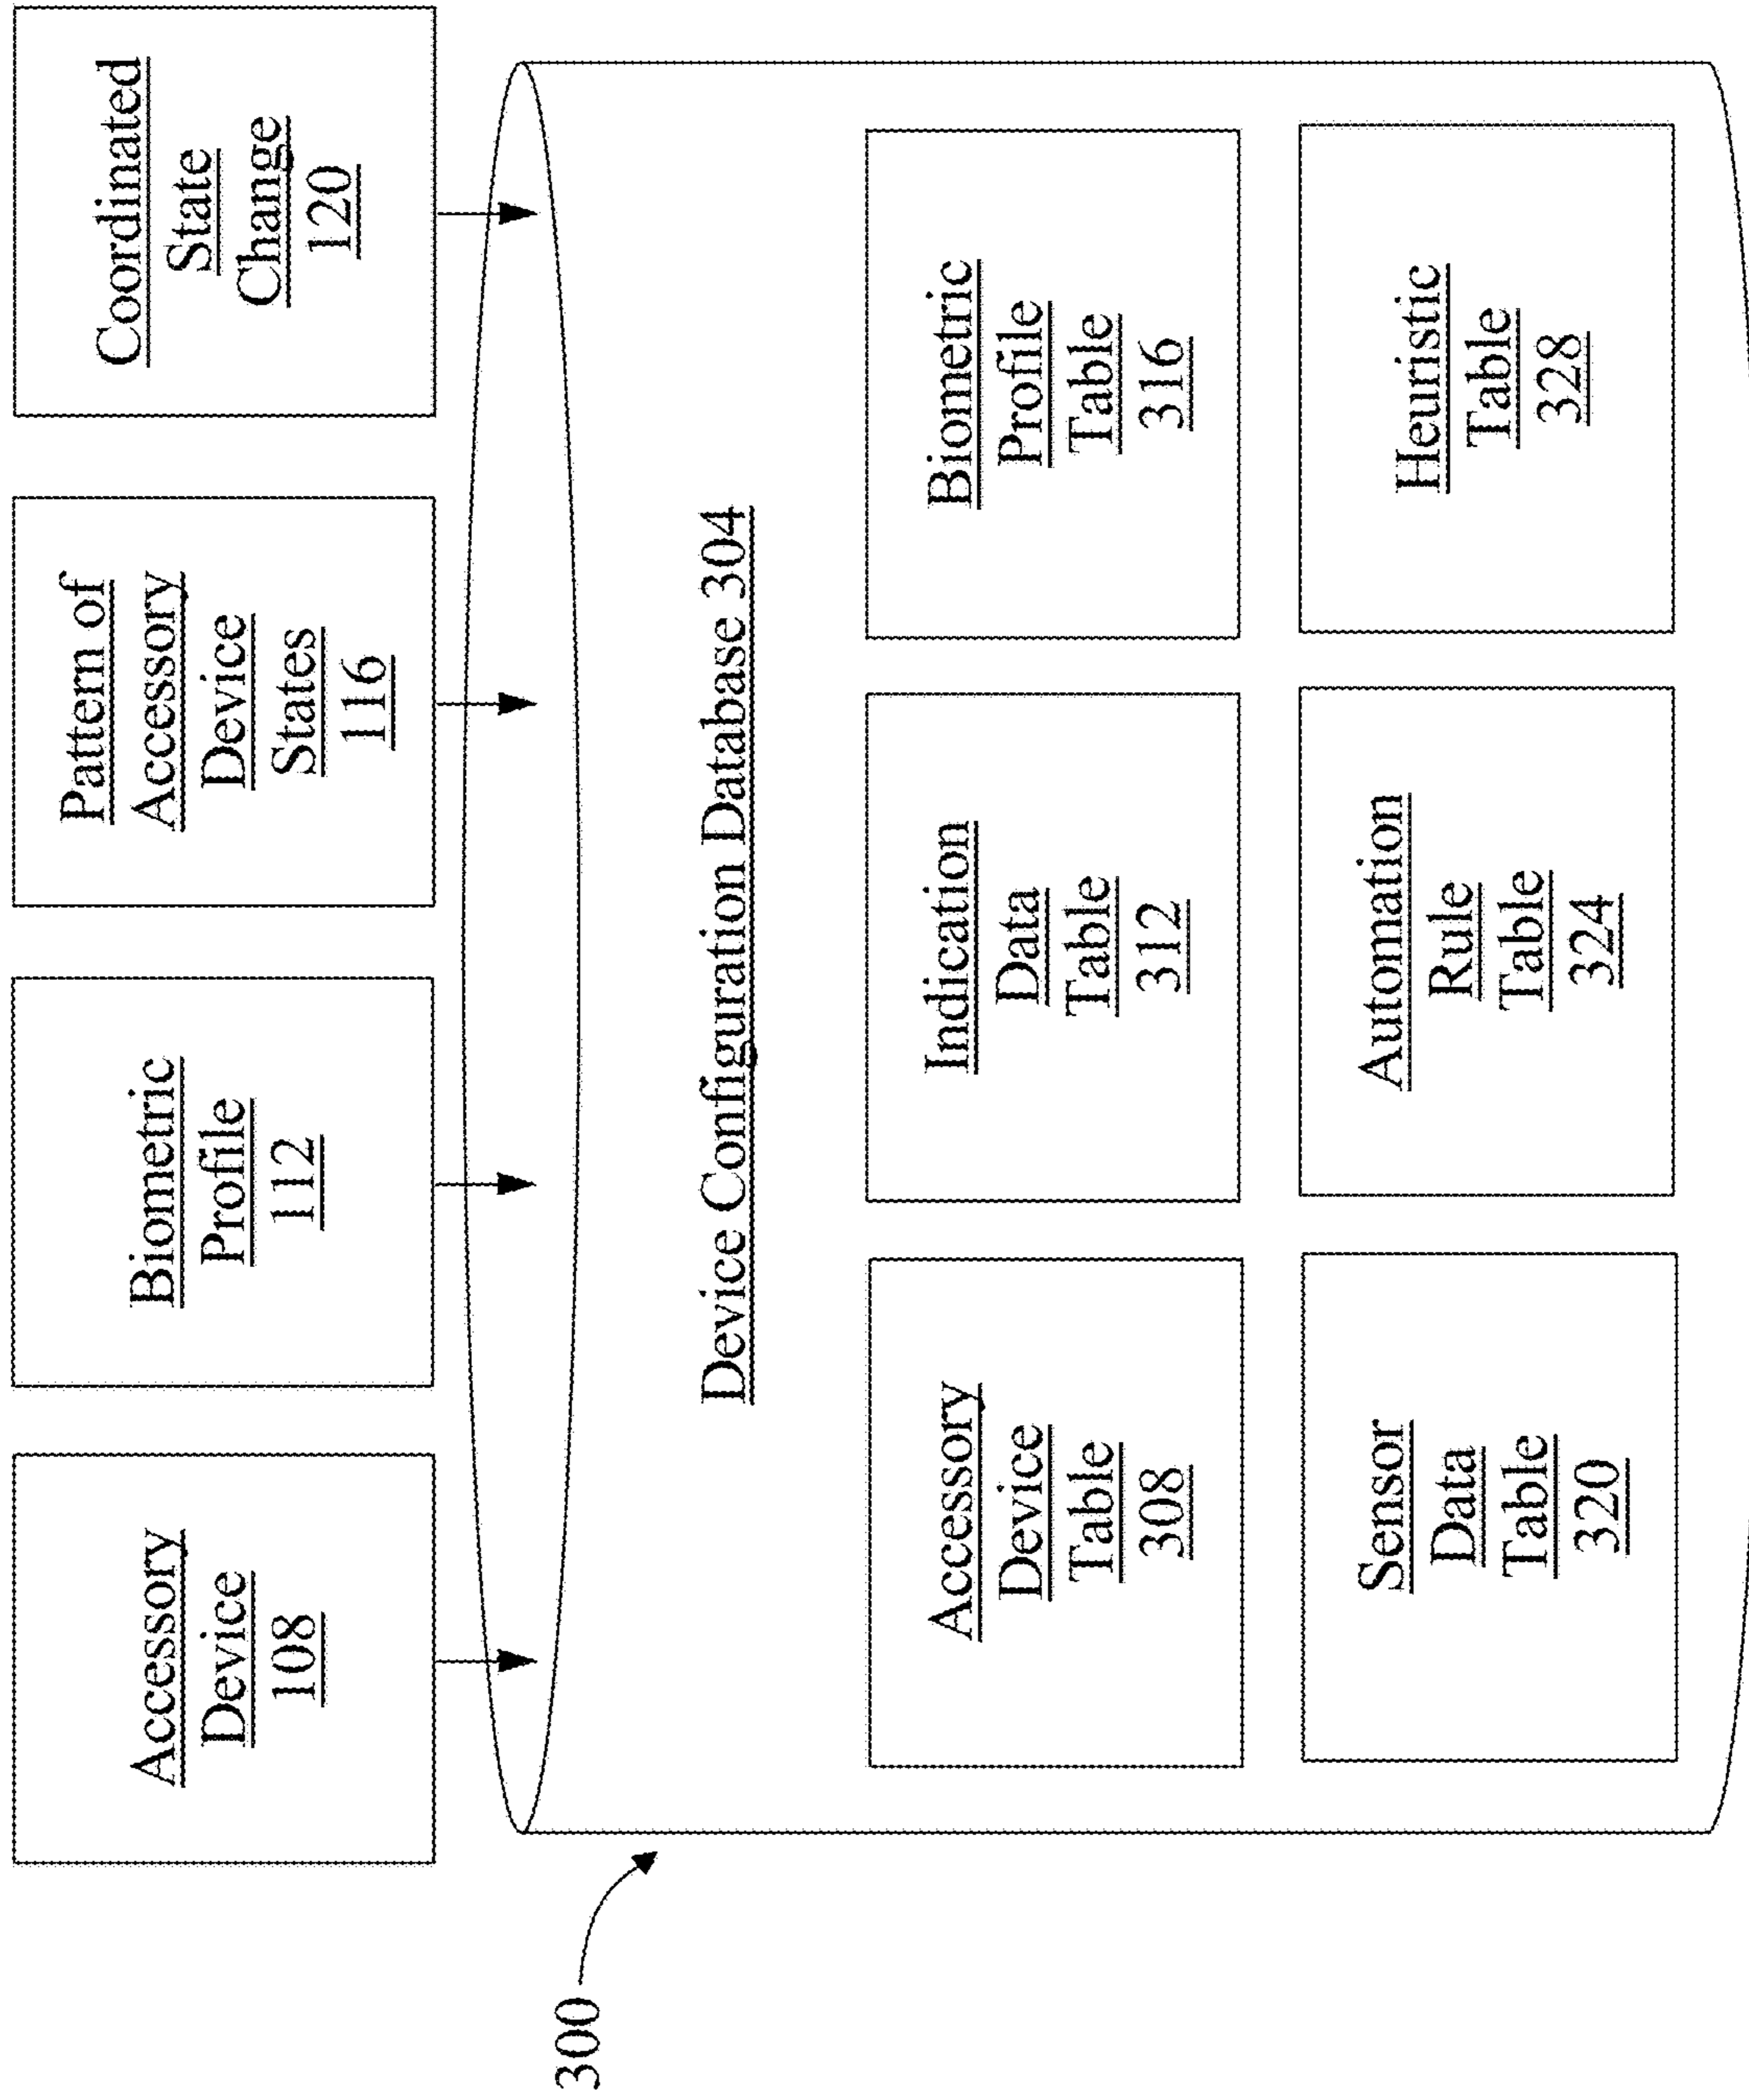 Accessory
Device
108
Biometric
Profile
112
Pattern of
Accessory
Device
States
116
Coordinated
State
Change
120
300
Device Configuration Database 304
Accessory
Device
Table
308
Indication
Data
Table
312
Biometric
Profile
Table
316
Sensor
Data
Table
320
Automation
Rule
Table
324
Heuristic
Table
328